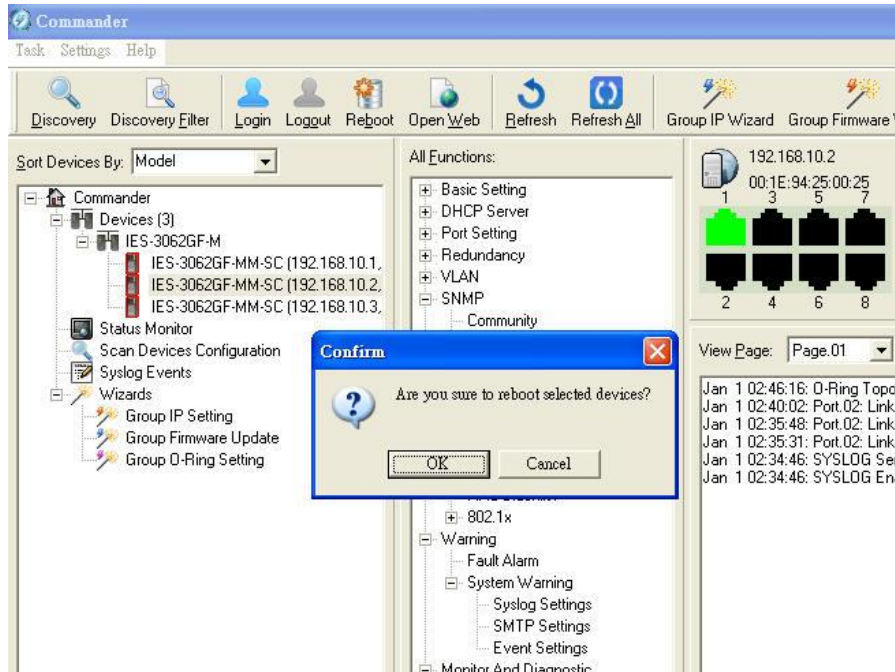 Commander
Task Settings Help
Discovery Discovery Filter Login Logout Reboot Open Web Refresh Refresh All Group IP Wizard Group Firmware
Sort Devices By: Model
Commander
Devices (3)
IES-3062GF-M
IES-3062GF-MM-SC (192.168.10.1,
IES-3062GF-MM-SC (192.168.10.2,
IES-3062GF-MM-SC (192.168.10.3,
Status Monitor
Scan Devices Configuration
Syslog Events
Wizards
Group IP Setting
Group Firmware Update
Group O-Ring Setting
All Functions:
Basic Setting
DHCP Server
Port Setting
Redundancy
VLAN
SNMP
Community
802.1x
Warning
Fault Alarm
System Warning
Syslog Settings
SMTP Settings
Event Settings
Monitor And Diagnostic
Confirm
Are you sure to reboot selected devices?
OK Cancel
192.168.10.2
00:1E:94:25:00:25
1 3 5 7
2 4 6 8
View Page: Page.01
Jan 1 02:46:16: O-Ring Topo
Jan 1 02:40:02: Port.02: Link
Jan 1 02:35:48: Port.02: Link
Jan 1 02:35:31: Port.02: Link
Jan 1 02:34:46: SYSLOG Se
Jan 1 02:34:46: SYSLOG En